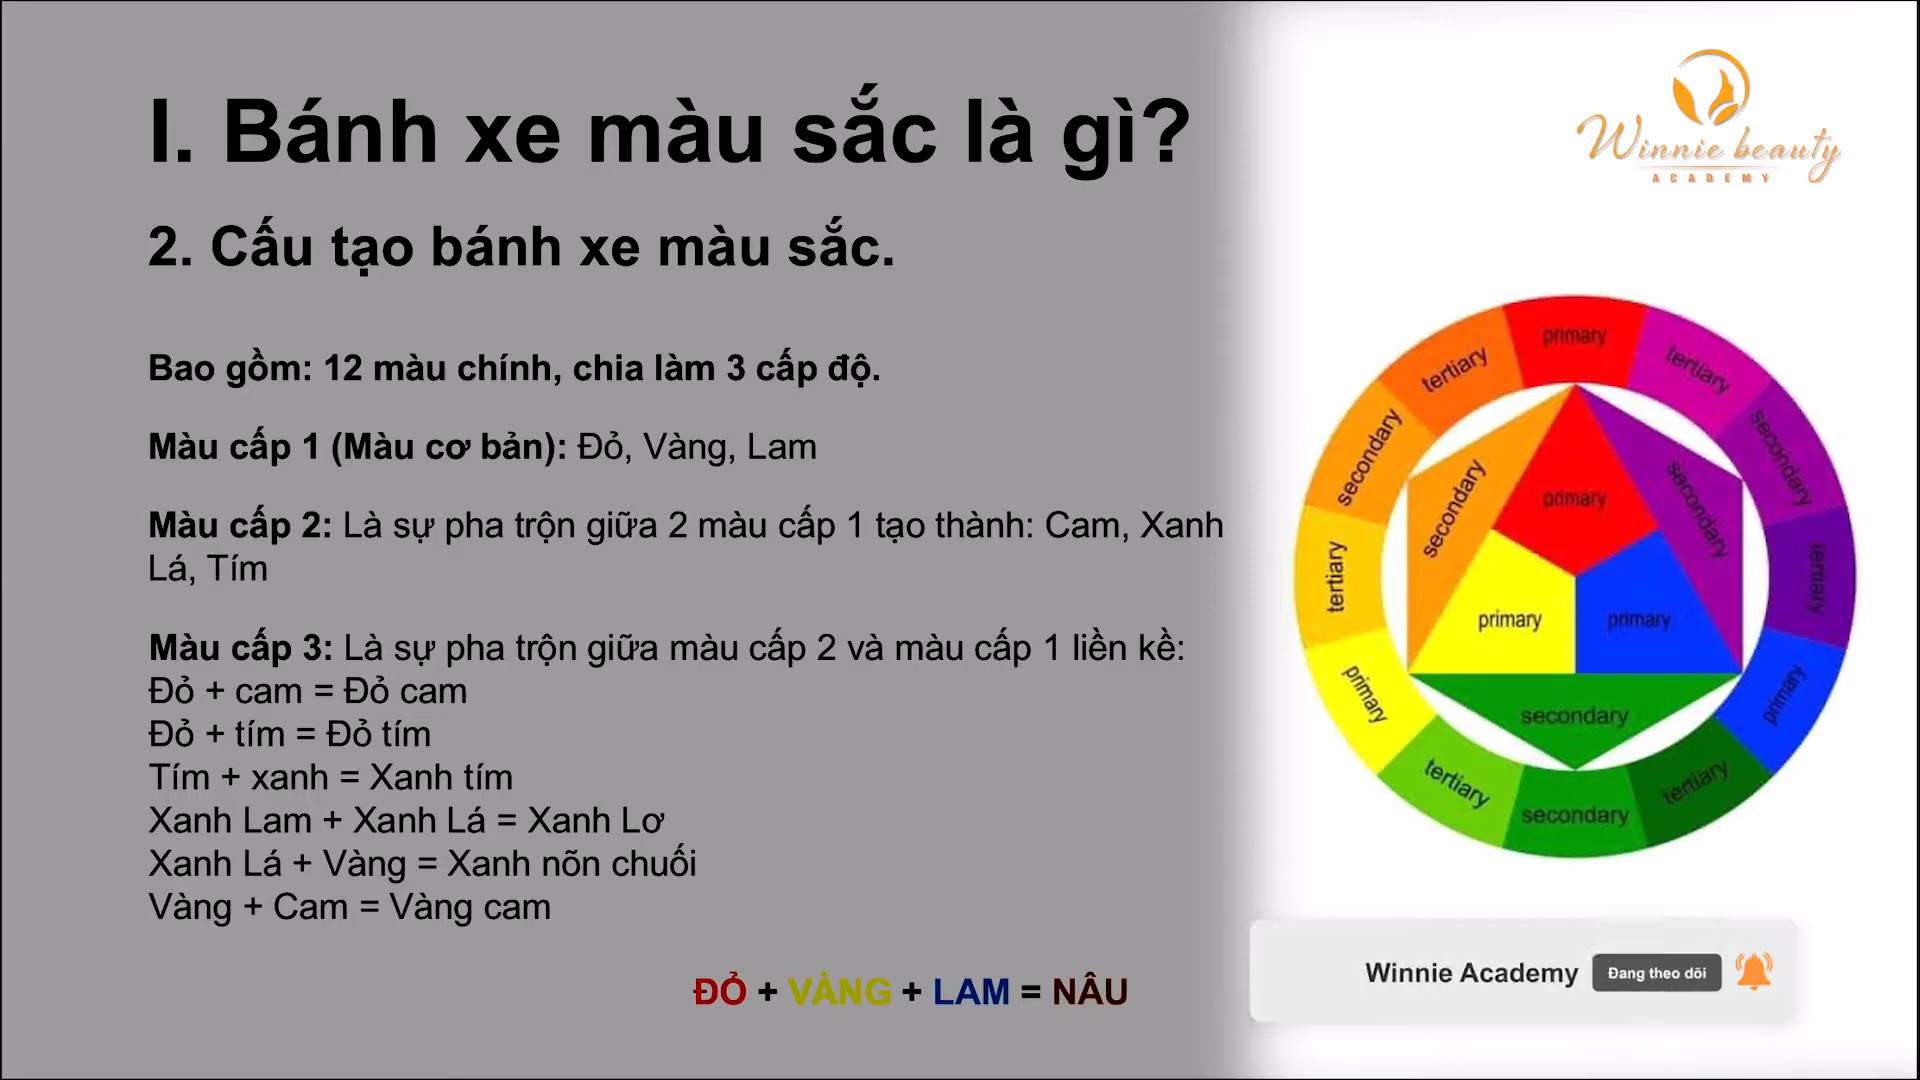 I. Bánh xe màu sắc là gì?
2. Cấu tạo bánh xe màu sắc.
Bao gồm: 12 màu chính, chia làm 3 cấp độ.
Màu cấp 1 (Màu cơ bản): Đỏ, Vàng, Lam
Màu cấp 2: Là sự pha trộn giữa 2 màu cấp 1 tạo thành: Cam, Xanh
Lá, Tím
Màu cấp 3: Là sự pha trộn giữa màu cấp 2 và màu cấp 1 liền kề:
Đỏ + cam = Đỏ cam
Đỏ + tím = Đỏ tím
Tím + xanh = Xanh tím
Xanh Lam + Xanh Lá = Xanh Lơ
Xanh Lá + Vàng = Xanh nõn chuối
Vàng + Cam = Vàng cam
ĐỎ + VÀNG + LAM = NÂU
Winnie beauty
ACADEMY
primary
tertiary
secondary
tertiary
primary
tertiary
secondary
tertiary
primary
tertiary
secondary
tertiary
primary
secondary
secondary
primary
primary
secondary
Winnie Academy
Đang theo dõi